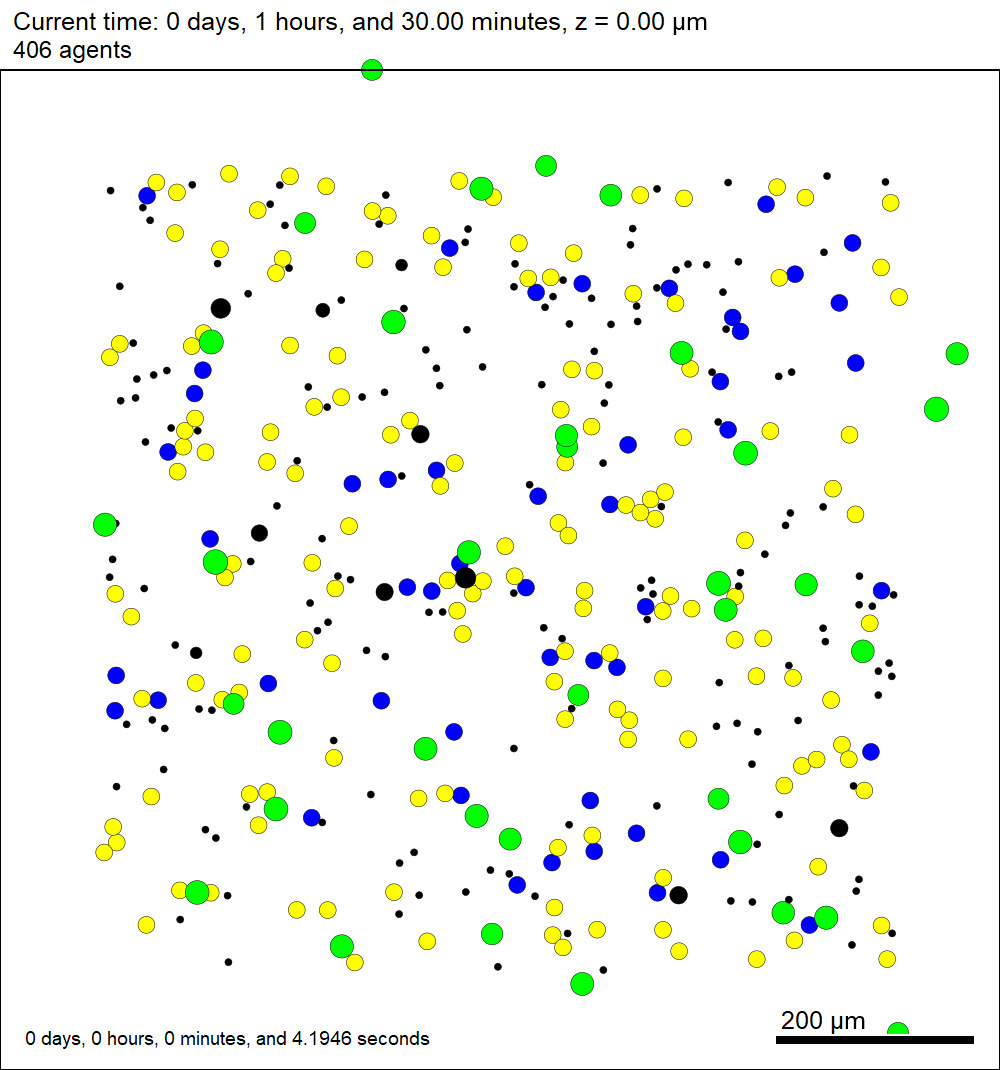 Current time: 0 days, 1 hours, and 30.00 minutes, z = 0.00 µm
406 agents
200 µm
0 days, 0 hours, 0 minutes, and 4.1946 seconds